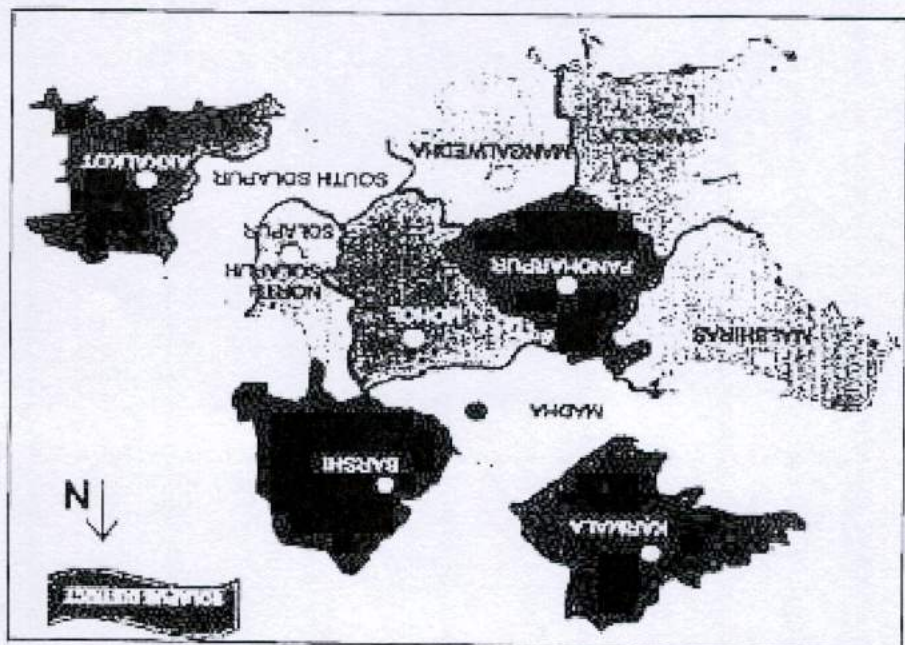 SOLAPUR DISTRICT
N
KARMALA
BARSHI
MADHA
MALSHIRAS
MOHOL
PANDHARPUR
NORTH
SOLAPUR
SOLAPUR
SOUTH SOLAPUR
AKKALKOT
MANGALWEDHA
SANGOLA